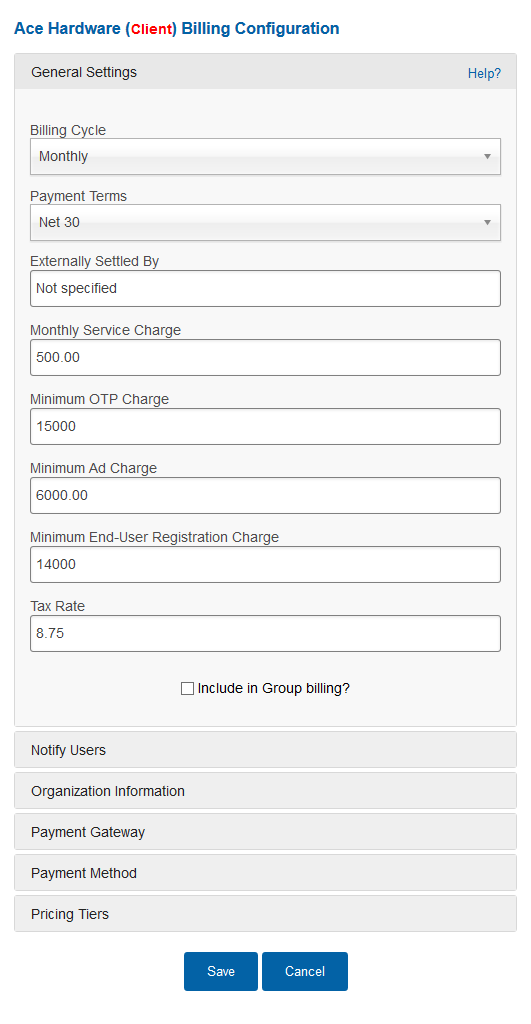 Ace Hardware (Client) Billing Configuration
General Settings Help?
Billing Cycle
Monthly
Payment Terms
Net 30
Externally Settled By
Not specified
Monthly Service Charge
500.00
Minimum OTP Charge
15000
Minimum Ad Charge
6000.00
Minimum End-User Registration Charge
14000
Tax Rate
8.75
Include in Group billing?
Notify Users
Organization Information
Payment Gateway
Payment Method
Pricing Tiers
Save Cancel